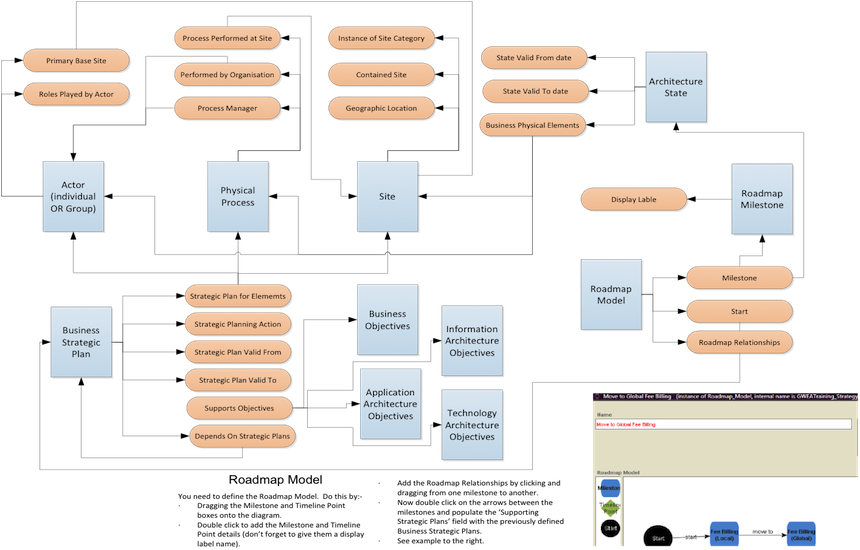 Primary Base Site
Roles Played by Actor
Process Performed at Site
Performed by Organisation
Process Manager
Instance of Site Category
Contained Site
Geographic Location
State Valid From date
State Valid To date
Business Physical Elements
Architecture
State
Actor
(individual
OR Group)
Physical
Process
Site
Display Lable
Roadmap
Milestone
Roadmap
Model
Milestone
Start
Roadmap Relationships
Business
Strategic
Plan
Strategic Plan for Elememts
Strategic Planning Action
Strategic Plan Valid From
Strategic Plan Valid To
Supports Objectives
Depends On Strategic Plans
Business
Objectives
Information
Architecture
Objectives
Application
Architecture
Objectives
Technology
Architecture
Objectives
Roadmap Model
You need to define the Roadmap Model. Do this by:-
· Dragging the Milestone and Timeline Point
boxes onto the diagram.
· Double click to add the Milestone and Timeline
Point details (don't forget to give them a display
label name).
· Add the Roadmap Relationships by clicking and
dragging from one milestone to another.
· Now double click on the arrows between the
milestones and populate the 'Supporting
Strategic Plans' field with the previously defined
Business Strategic Plans.
· See example to the right.
Move to Global Fee Billing (instance of Roadmap_Model, internal name is GWEATraining_Strategy
Name
Move to Global Fee Billing
Roadmap Model
Milestone
Timeline
Point
Start
Start
start
Fee Billing
(Local)
move to
Fee Billing
(Global)